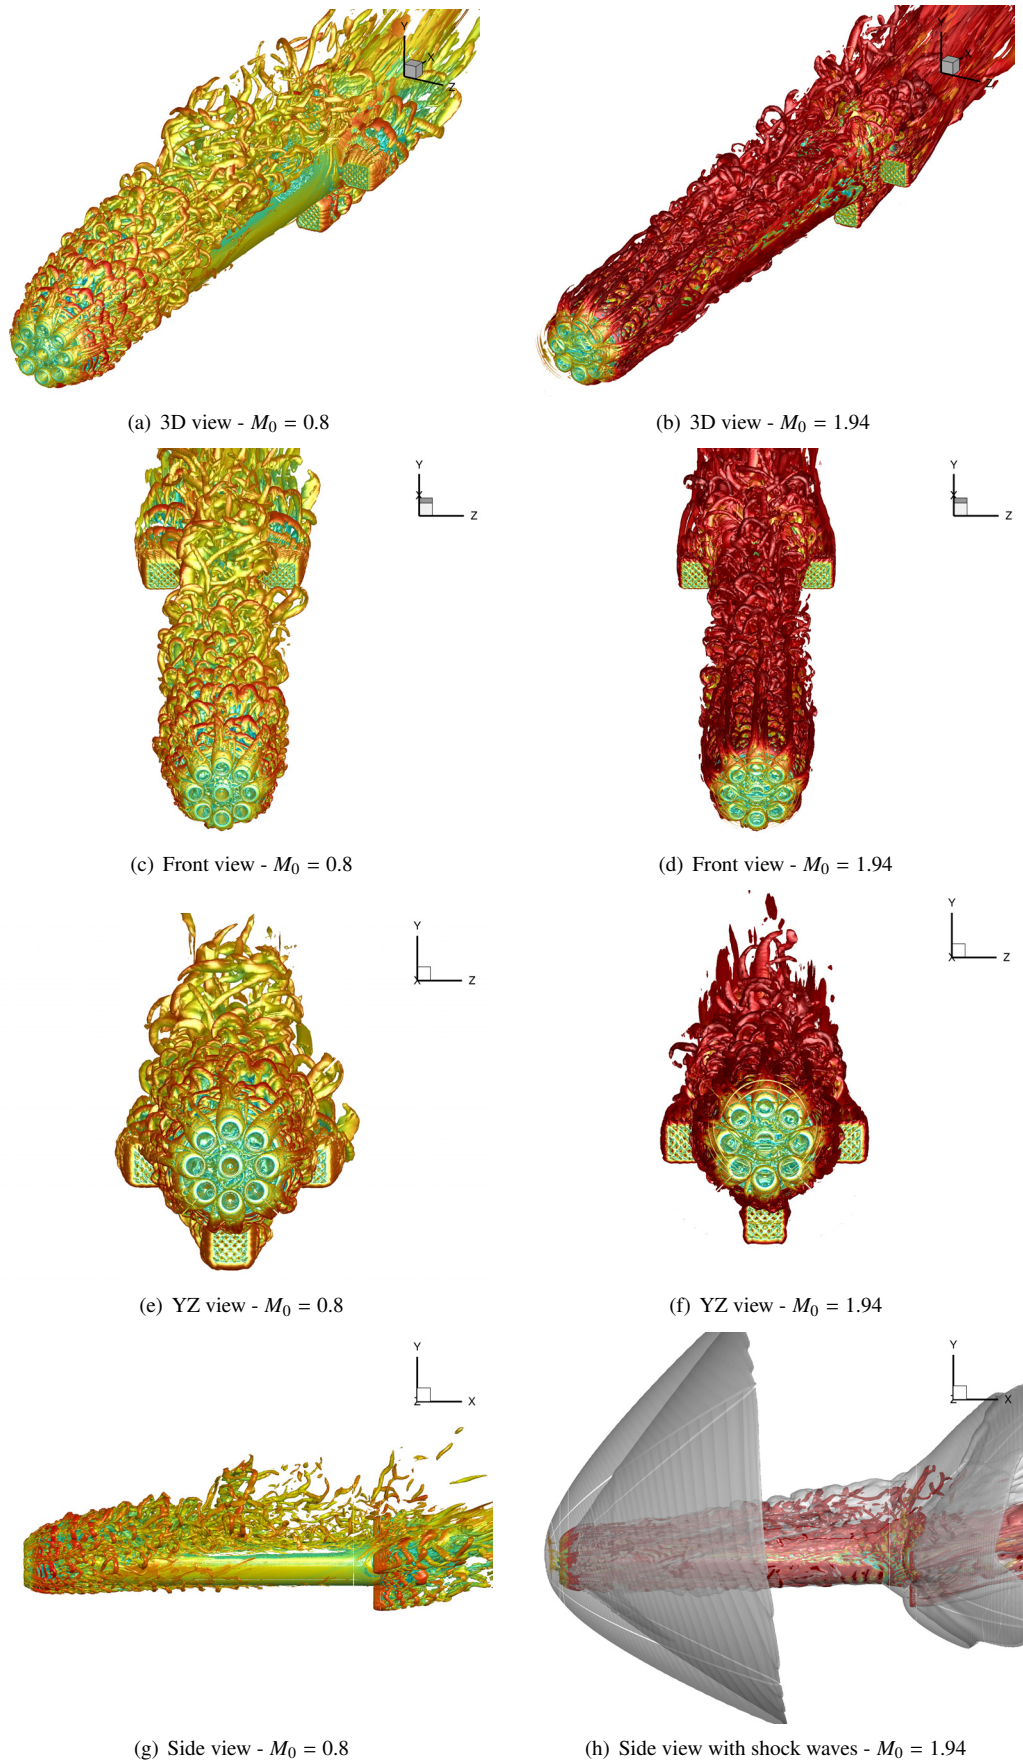 Y
X
Z
Y
X
(a) 3D view - M₀ = 0.8
(b) 3D view - M₀ = 1.94
Y
X
Z
Y
X
Z
(c) Front view - M₀ = 0.8
(d) Front view - M₀ = 1.94
Y
X
Z
Y
X
Z
(e) YZ view - M₀ = 0.8
(f) YZ view - M₀ = 1.94
Y
Z
X
Y
Z
X
(g) Side view - M₀ = 0.8
(h) Side view with shock waves - M₀ = 1.94